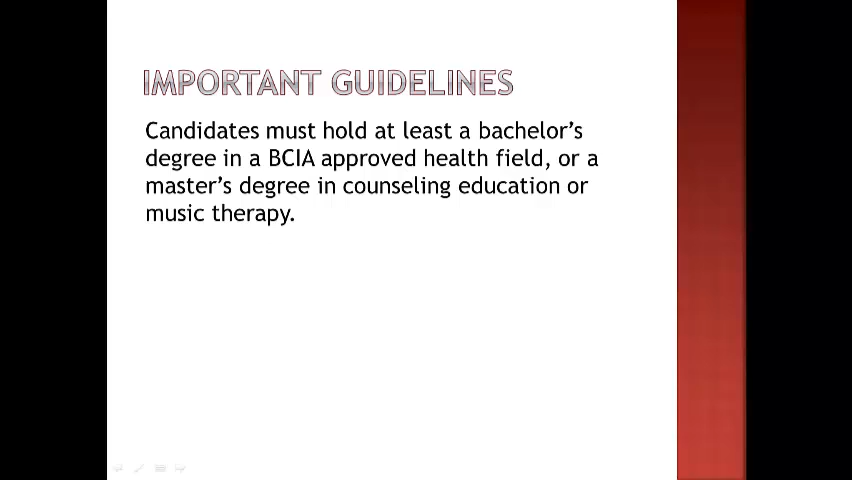 IMPORTANT GUIDELINES
Candidates must hold at least a bachelor’s
degree in a BCIA approved health field, or a
master’s degree in counseling education or
music therapy.